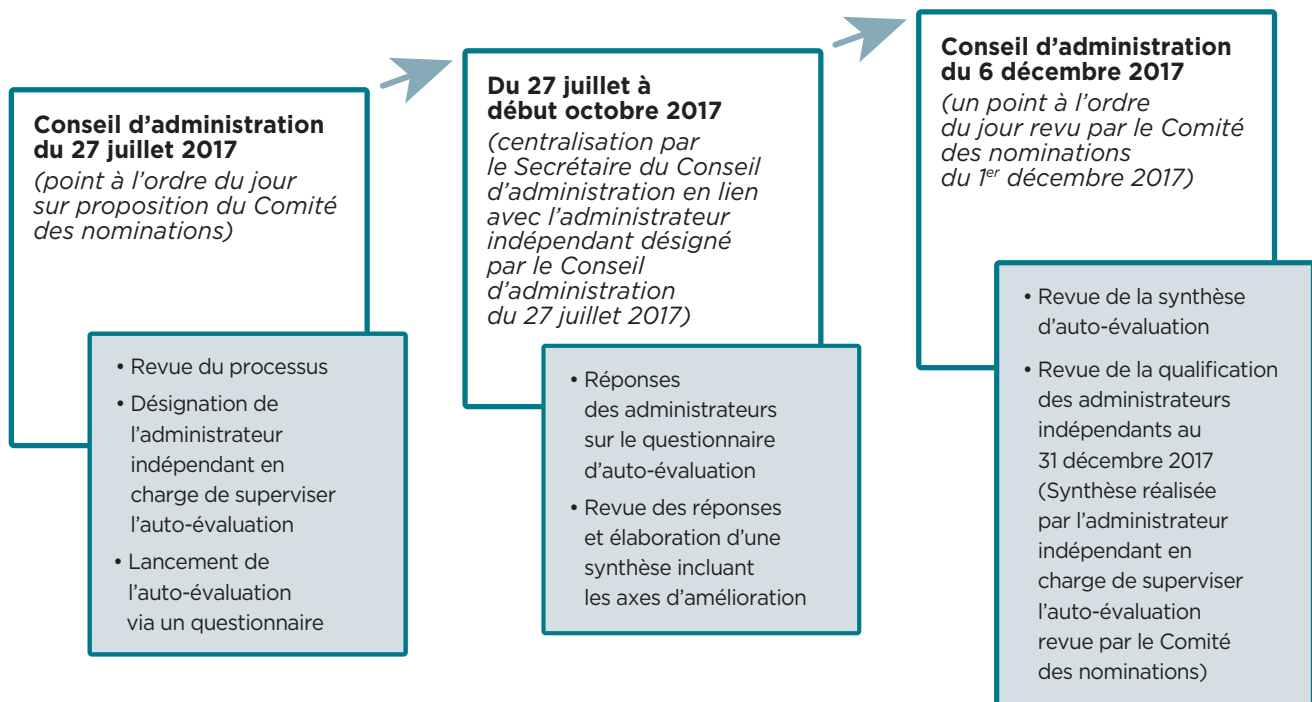 Conseil d'administration
du 27 juillet 2017
(point à l'ordre du jour
sur proposition du Comité
des nominations)
• Revue du processus
• Désignation de
l'administrateur
indépendant en
charge de superviser
l'auto-évaluation
• Lancement de
l'auto-évaluation
via un questionnaire
Du 27 juillet à
début octobre 2017
(centralisation par
le Secrétaire du Conseil
d'administration en lien
avec l'administrateur
indépendant désigné
par le Conseil
d'administration
du 27 juillet 2017)
• Réponses
des administrateurs
sur le questionnaire
d'auto-évaluation
• Revue des réponses
et élaboration d'une
synthèse incluant
les axes d'amélioration
Conseil d'administration
du 6 décembre 2017
(un point à l'ordre
du jour revu par le Comité
des nominations
du 1er décembre 2017)
• Revue de la synthèse
d'auto-évaluation
• Revue de la qualification
des administrateurs
indépendants au
31 décembre 2017
(Synthèse réalisée
par l'administrateur
indépendant en
charge de superviser
l'auto-évaluation
revue par le Comité
des nominations)